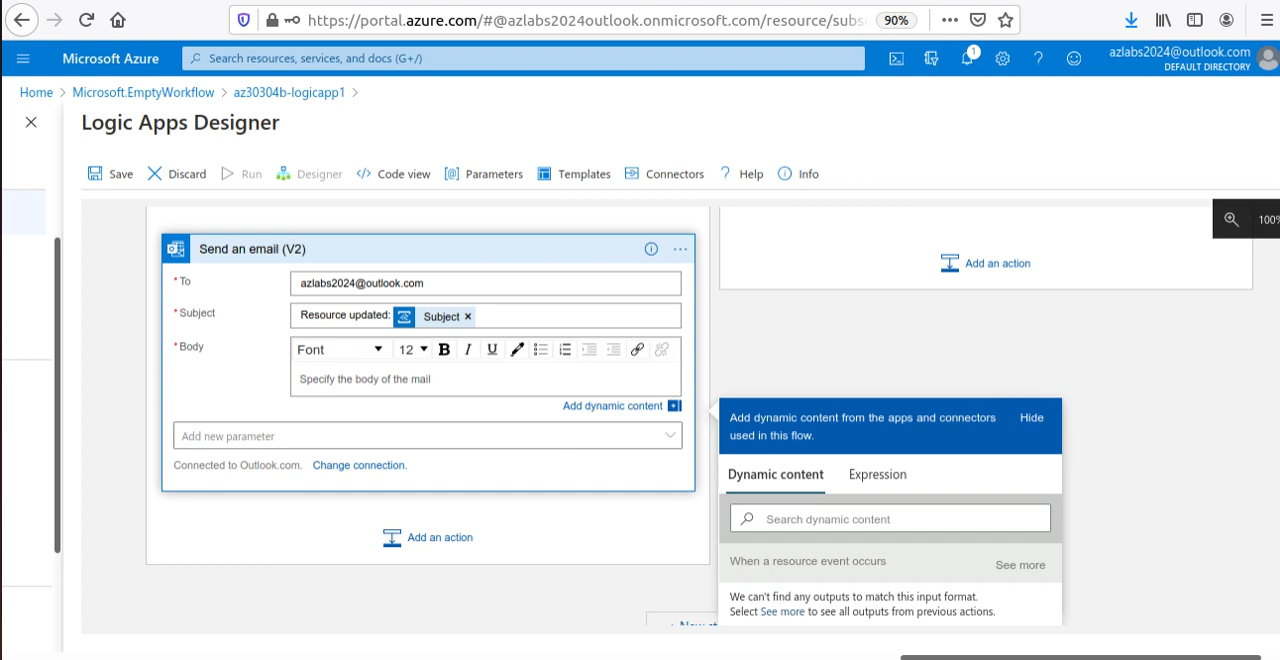 https://portal.azure.com/#@azlabs2024outlook.onmicrosoft.com/resource/subs
90%
Microsoft Azure
Search resources, services, and docs (G+/)
1
azlabs2024@outlook.com
DEFAULT DIRECTORY
Home > Microsoft.EmptyWorkflow > az30304b-logicapp1 >
Logic Apps Designer
Save Discard Run Designer Code view Parameters Templates Connectors Help Info
100%
Send an email (V2)
* To
azlabs2024@outlook.com
* Subject
Resource updated: Subject ×
* Body
Font 12 B I U
Specify the body of the mail
Add dynamic content
Add new parameter
Connected to Outlook.com. Change connection.
Add an action
Add an action
Add dynamic content from the apps and connectors
used in this flow.
Hide
Dynamic content Expression
Search dynamic content
When a resource event occurs See more
We can't find any outputs to match this input format.
Select See more to see all outputs from previous actions.